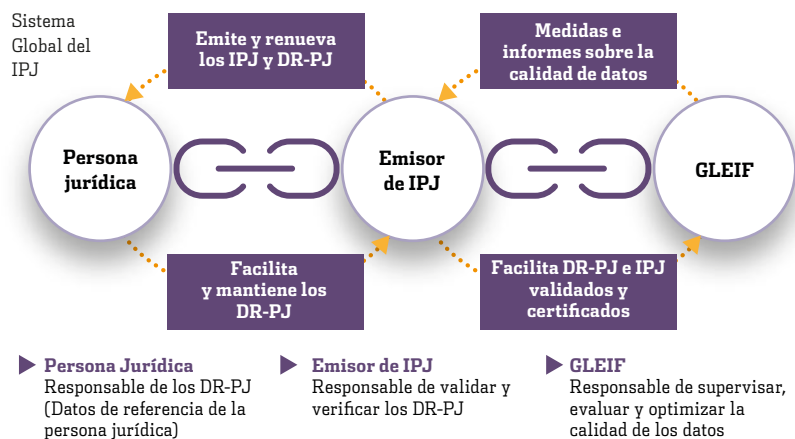 Sistema
Global del
IPJ
Emite y renueva
los IPJ y DR-PJ
Medidas e
informes sobre la
calidad de datos
Persona
jurídica
Emisor
de IPJ
GLEIF
Facilita
y mantiene los
DR-PJ
Facilita DR-PJ e IPJ
validados y
certificados
Persona Jurídica
Responsable de los DR-PJ
(Datos de referencia de la
persona jurídica)
Emisor de IPJ
Responsable de validar y
verificar los DR-PJ
GLEIF
Responsable de supervisar,
evaluar y optimizar la
calidad de los datos